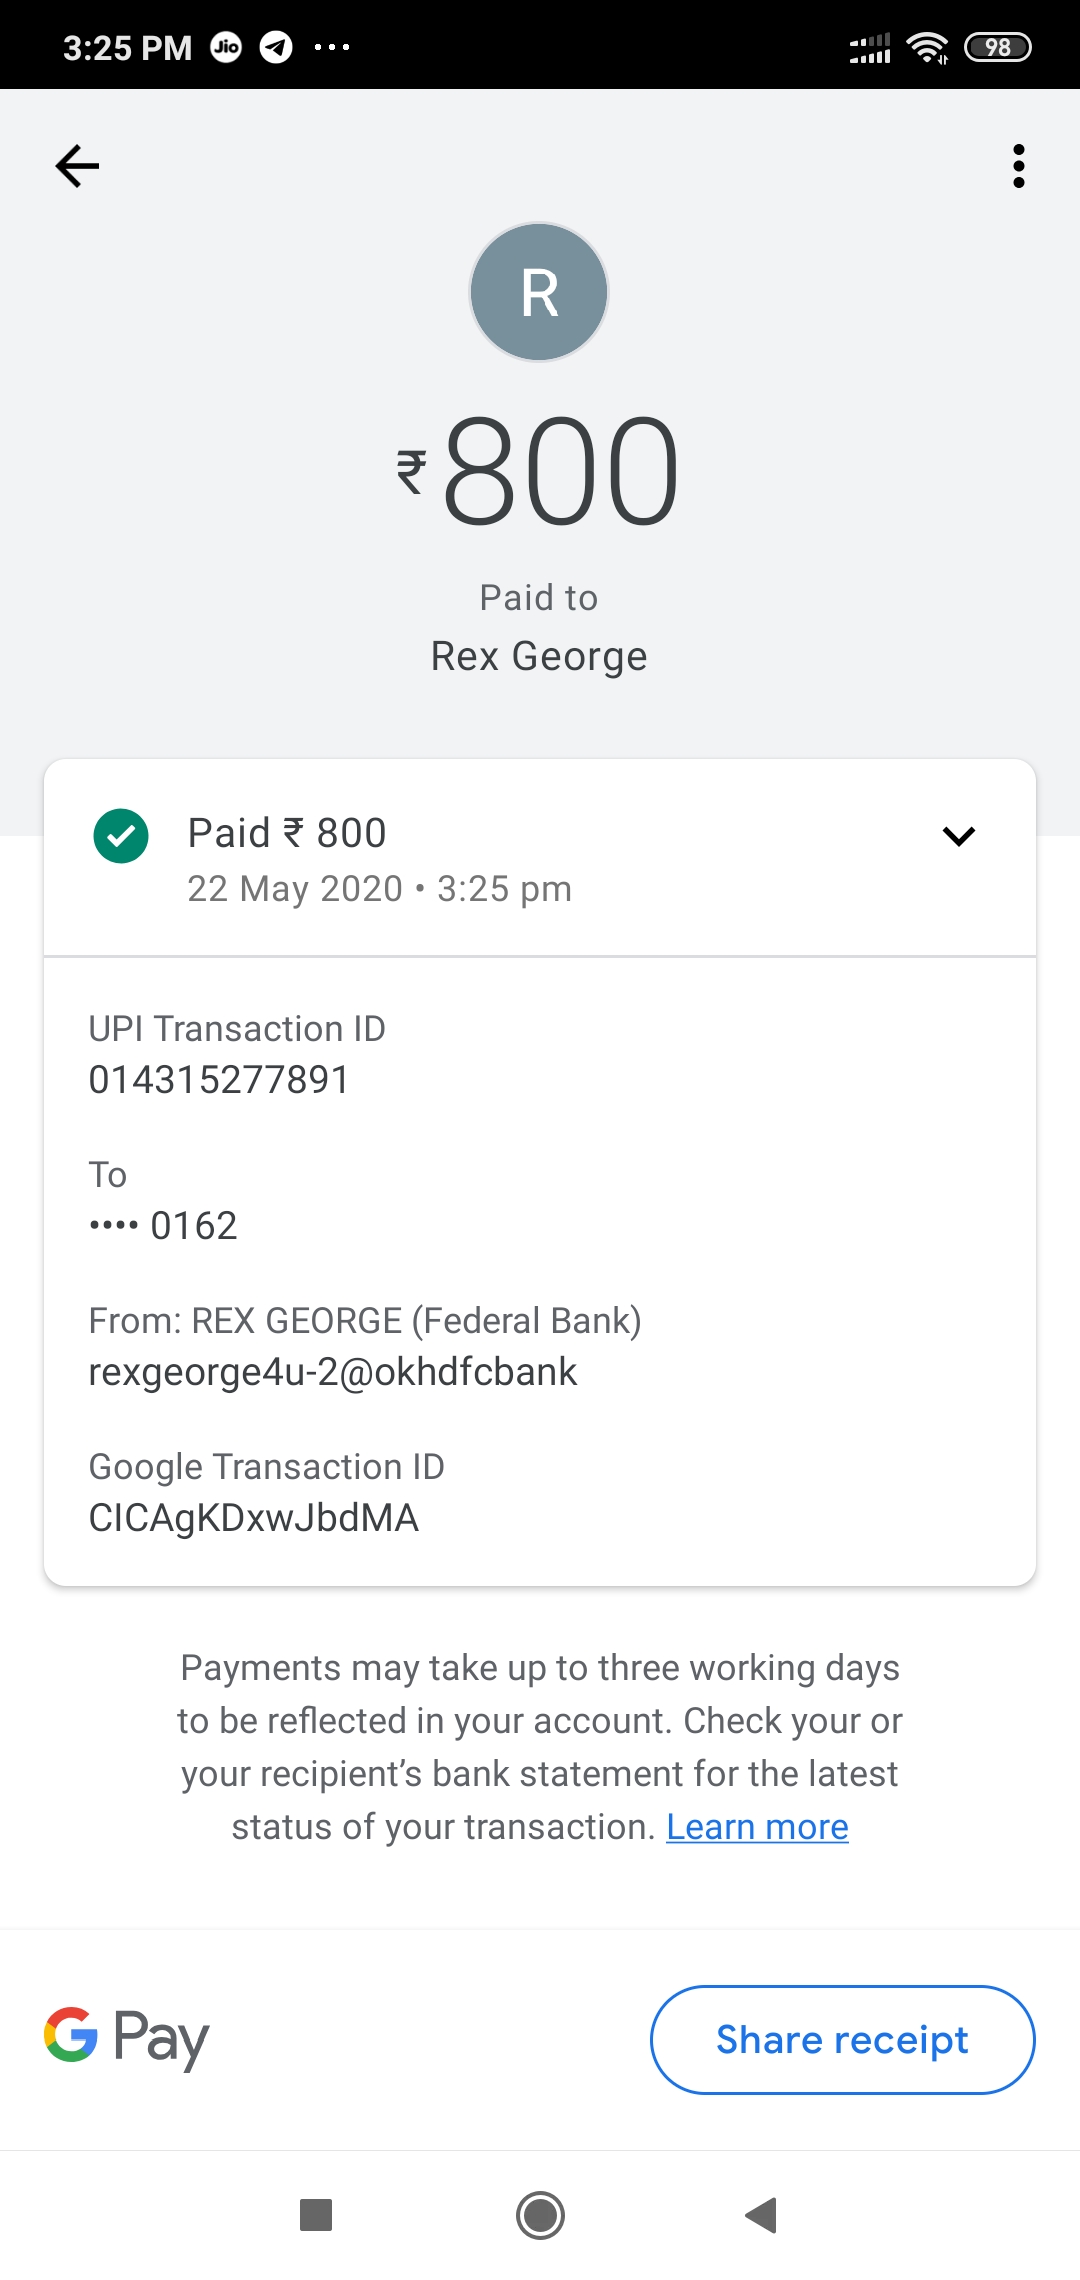 3:25 PM Jio ... 98
R
₹800
Paid to
Rex George
Paid ₹ 800
22 May 2020 • 3:25 pm
UPI Transaction ID
014315277891
To
•••• 0162
From: REX GEORGE (Federal Bank)
rexgeorge4u-2@okhdfcbank
Google Transaction ID
CICAgKDxwJbdMA
Payments may take up to three working days
to be reflected in your account. Check your or
your recipient’s bank statement for the latest
status of your transaction. Learn more
G Pay
Share receipt